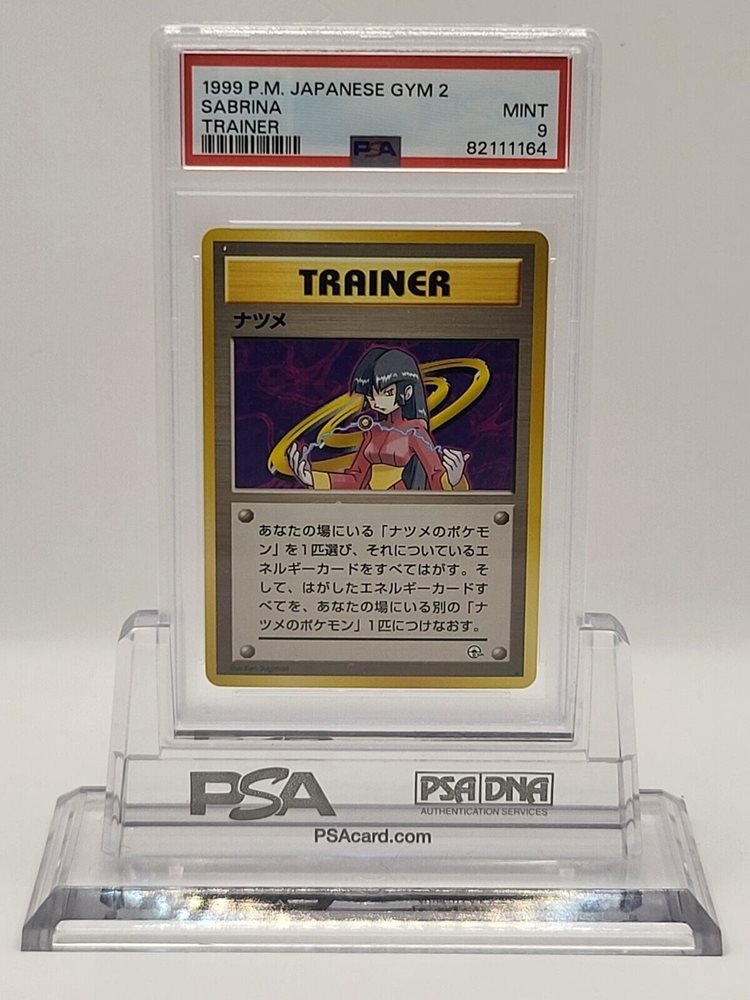 1999 P.M. JAPANESE GYM 2
SABRINA
MINT
TRAINER
9
PSA
82111164
TRAINER
ナツメ
あなたの場にいる「ナツメのポケモ
ン」を1匹選び、それについているエ
ネルギーカードをすべてはがす。そ
して、はがしたエネルギーカードす
べてを、あなたの場にいる別の「ナ
ツメのポケモン」1匹につけなおす。
Illus. Ken Sugimori
PSA
PSA DNA
AUTHENTICATION SERVICES
PSAcard.com